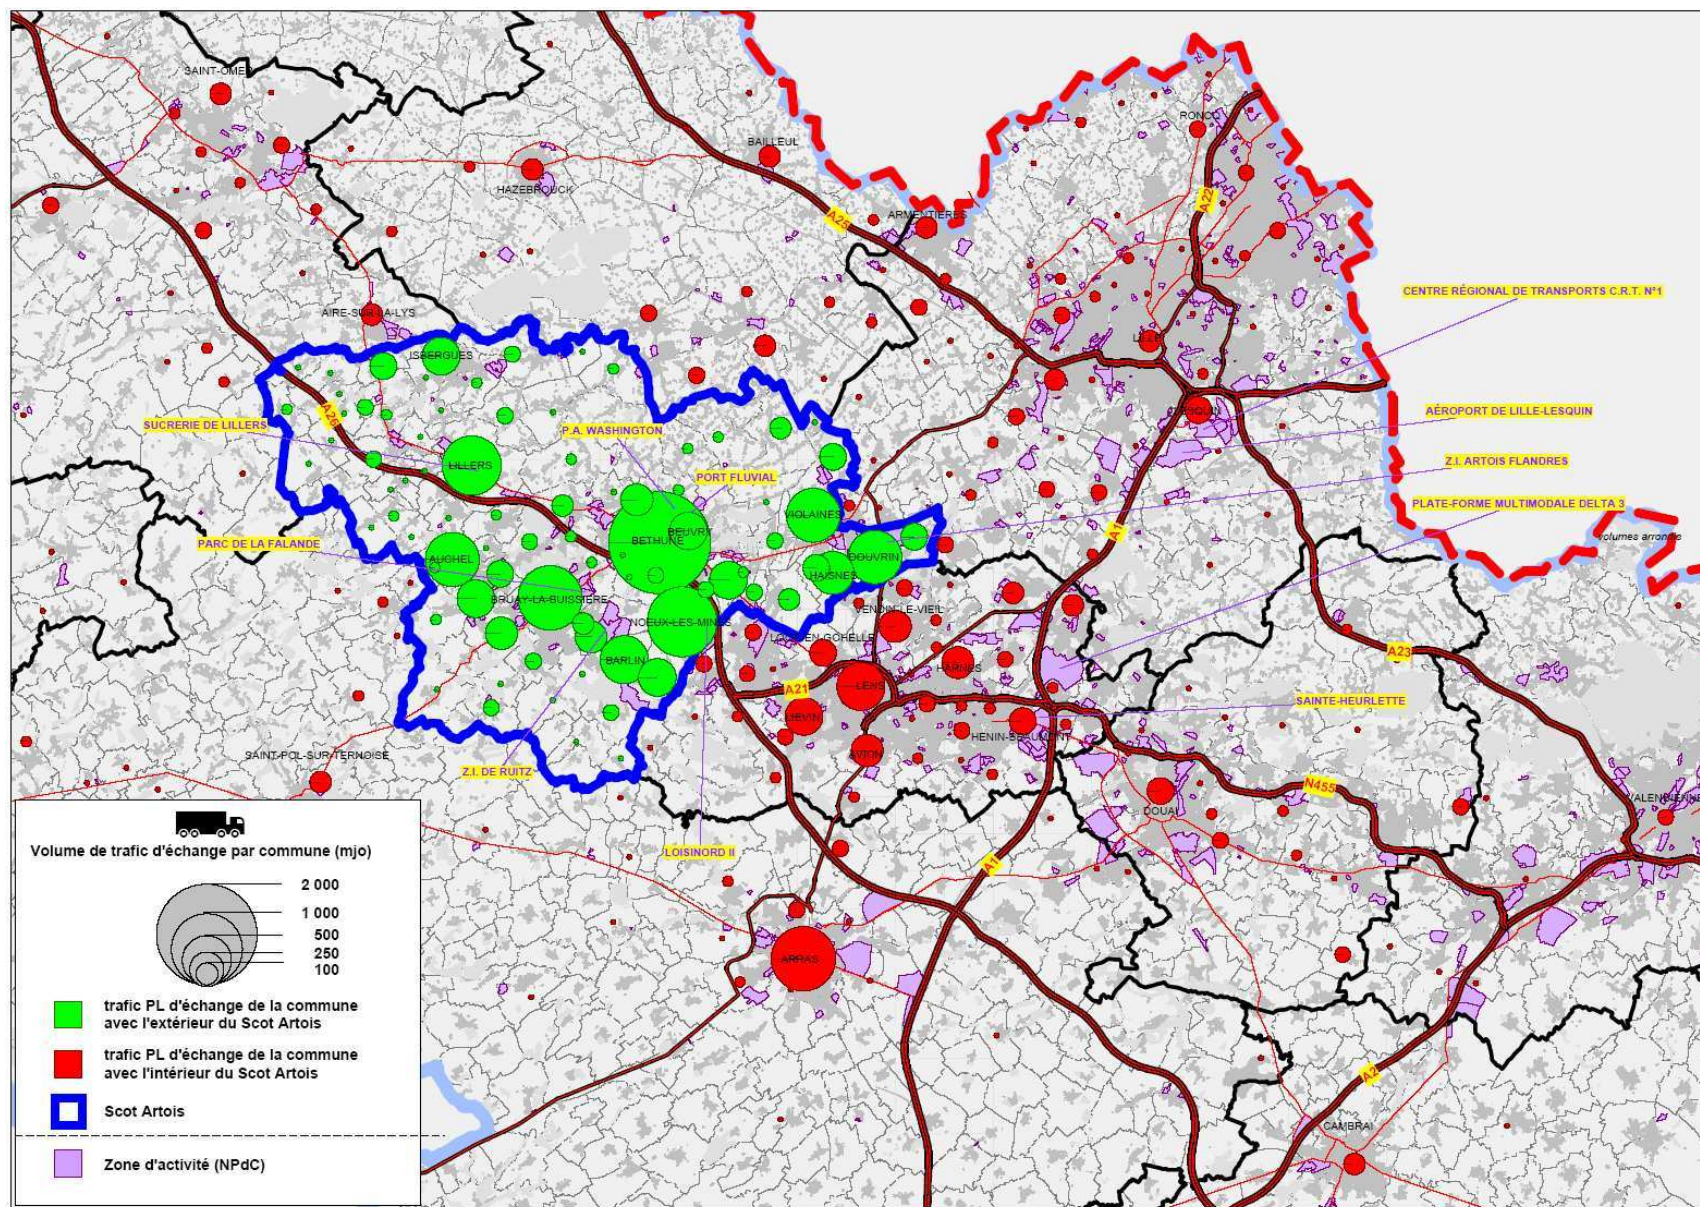 SAINT-OMER
RONCQ
BAILLEUL
HAZEBROUCK
A22
A25
ARMENTIERES
CENTRE RÉGIONAL DE TRANSPORTS C.R.T. N°1
AIRE-SUR-LA-LYS
LILLE
ISBERGUES
A26
LESQUIN
AÉROPORT DE LILLE-LESQUIN
SUCRERIE DE LILLERS
P.A. WASHINGTON
LILLERS
Z.I. ARTOIS FLANDRES
PORT FLUVIAL
PLATE-FORME MULTIMODALE DELTA 3
VIOLAINES
A1
BEUVRY
BETHUNE
volumes arrondis
PARC DE LA FALANDE
AUCHEL
DOUVRIN
HAISNES
BRUAY-LA-BUISSIERE
VENDIN-LE-VIEIL
NOEUX-LES-MINES
LOOS-EN-GOHELLE
BARLIN
HARNES
A23
LENS
A21
SAINTE-HEURLETTE
LIEVIN
HENIN-BEAUMONT
AVION
SAINT-POL-SUR-TERNOISE
Z.I. DE RUITZ
N455
VALENCIENNE
DOUAI
LOISINORD II
A1
ARRAS
A2
CAMBRAI
Volume de trafic d'échange par commune (mjo)
2 000
1 000
500
250
100
trafic PL d'échange de la commune
avec l'extérieur du Scot Artois
trafic PL d'échange de la commune
avec l'intérieur du Scot Artois
Scot Artois
Zone d'activité (NPdC)